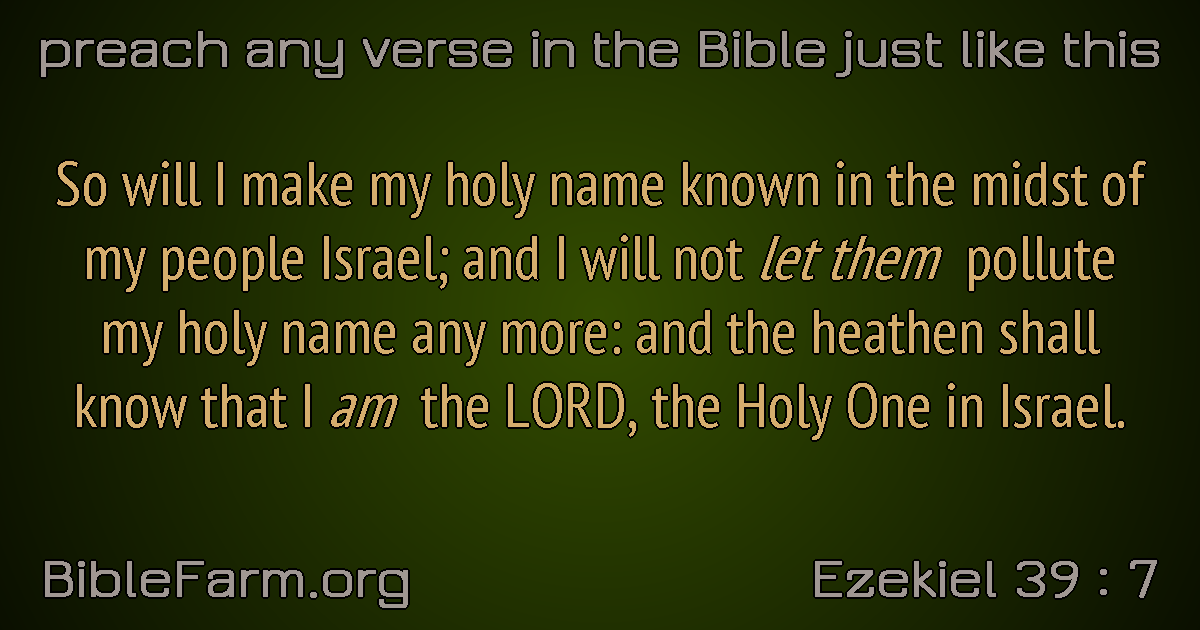 preach any verse in the Bible just like this
So will I make my holy name known in the midst of
my people Israel; and I will not let them pollute
my holy name any more: and the heathen shall
know that I am the LORD, the Holy One in Israel.
BibleFarm.org
Ezekiel 39 : 7